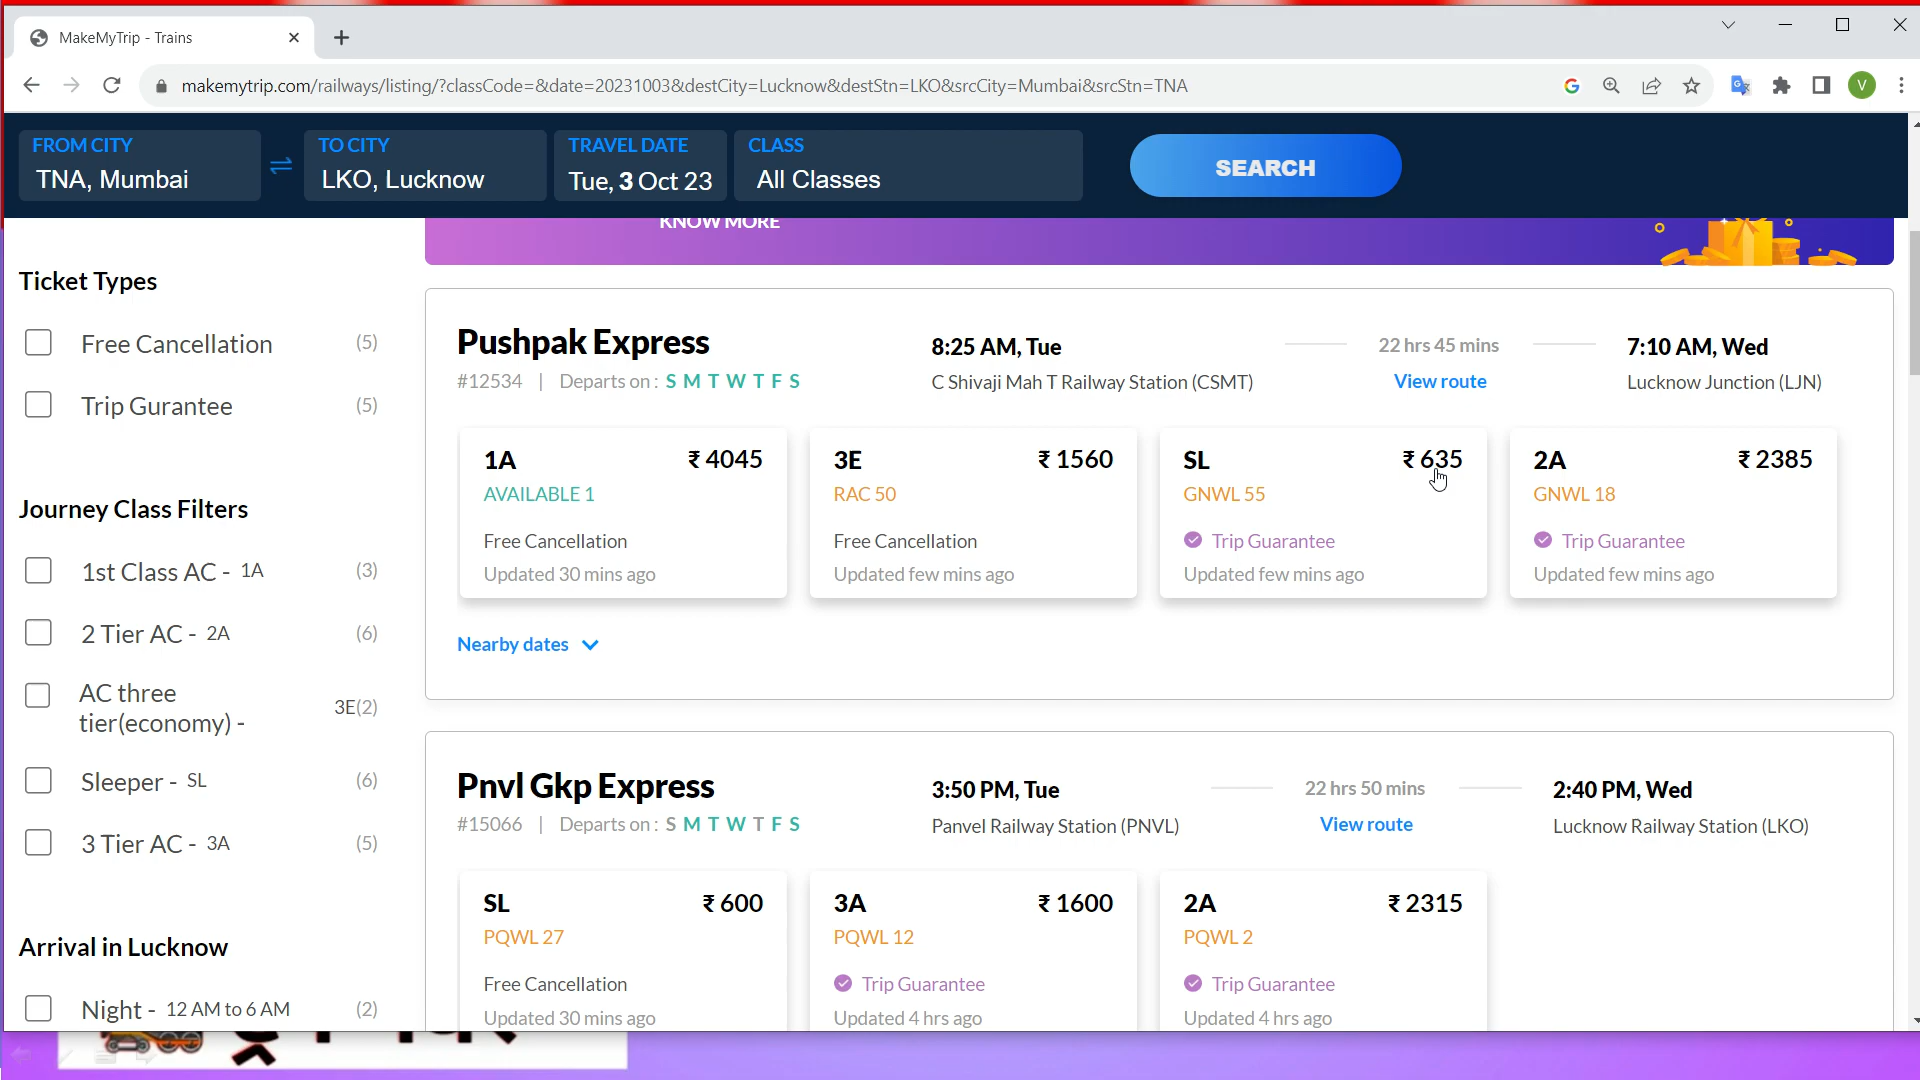 MakeMyTrip - Trains
makemytrip.com/railways/listing/?classCode=&date=20231003&destCity=Lucknow&destStn=LKO&srcCity=Mumbai&srcStn=TNA
V
FROM CITY
TNA, Mumbai
TO CITY
LKO, Lucknow
TRAVEL DATE
Tue, 3 Oct 23
CLASS
All Classes
SEARCH
KNOW MORE
Ticket Types
Free Cancellation (5)
Trip Gurantee (5)
Journey Class Filters
1st Class AC - 1A (3)
2 Tier AC - 2A (6)
AC three
tier(economy) - 3E(2)
Sleeper - SL (6)
3 Tier AC - 3A (5)
Arrival in Lucknow
Night - 12 AM to 6 AM (2)
Pushpak Express
#12534 | Departs on : S M T W T F S
8:25 AM, Tue
C Shivaji Mah T Railway Station (CSMT)
22 hrs 45 mins
View route
7:10 AM, Wed
Lucknow Junction (LJN)
1A ₹ 4045
AVAILABLE 1
Free Cancellation
Updated 30 mins ago
3E ₹ 1560
RAC 50
Free Cancellation
Updated few mins ago
SL ₹ 635
GNWL 55
Trip Guarantee
Updated few mins ago
2A ₹ 2385
GNWL 18
Trip Guarantee
Updated few mins ago
Nearby dates
Pnvl Gkp Express
#15066 | Departs on : S M T W T F S
3:50 PM, Tue
Panvel Railway Station (PNVL)
22 hrs 50 mins
View route
2:40 PM, Wed
Lucknow Railway Station (LKO)
SL ₹ 600
PQWL 27
Free Cancellation
Updated 30 mins ago
3A ₹ 1600
PQWL 12
Trip Guarantee
Updated 4 hrs ago
2A ₹ 2315
PQWL 2
Trip Guarantee
Updated 4 hrs ago